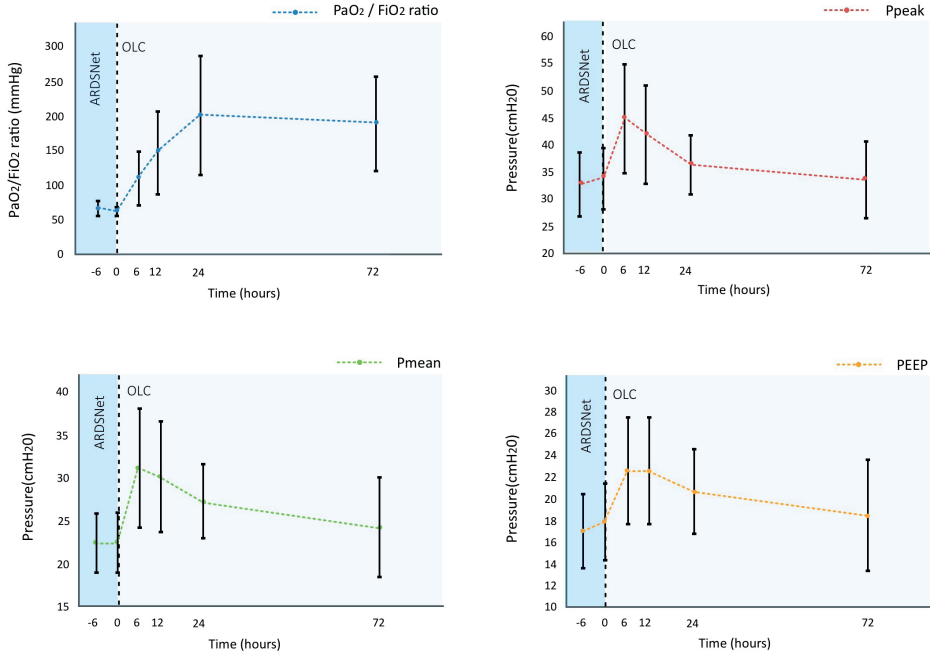 PaO2 / FiO2 ratio
ARDSNet
OLC
PaO2/FiO2 ratio (mmHg)
300
250
200
150
100
50
0
-6 0 6 12 24 72
Time (hours)
Ppeak
ARDSNet
OLC
Pressure(cmH20)
60
55
50
45
40
35
30
25
20
-6 0 6 12 24 72
Time (hours)
Pmean
ARDSNet
OLC
Pressure(cmH20)
40
35
30
25
20
15
-6 0 6 12 24 72
Time (hours)
PEEP
ARDSNet
OLC
Pressure(cmH20)
30
28
26
24
22
20
18
16
14
12
10
-6 0 6 12 24 72
Time (hours)